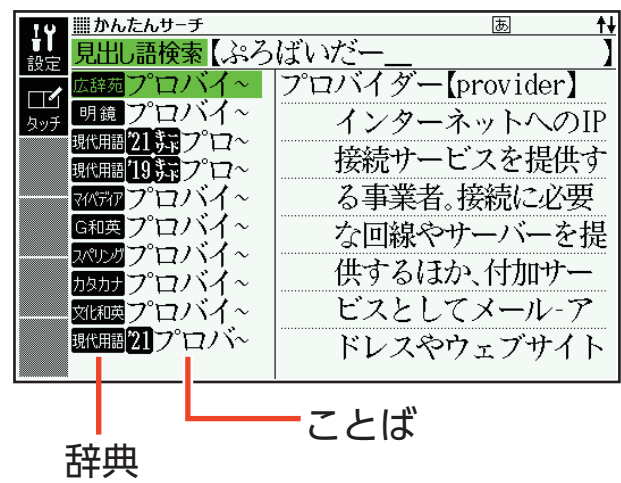 かんたんサーチ
あ
設定
見出し語検索【ぷろばいだー＿ 】
タッチ
広辞苑 プロバイ~
明鏡 プロバイ~
現代用語 '21 キーワード プロ~
現代用語 '19 キーワード プロ~
マイペディア プロバイ~
G和英 プロバイ~
スペリング プロバイ~
カタカナ プロバイ~
文化和英 プロバイ~
現代用語 '21 プロバ~
プロバイダー【provider】
インターネットへのIP
接続サービスを提供す
る事業者。接続に必要
な回線やサーバーを提
供するほか、付加サー
ビスとしてメール-ア
ドレスやウェブサイト
ことば
辞典